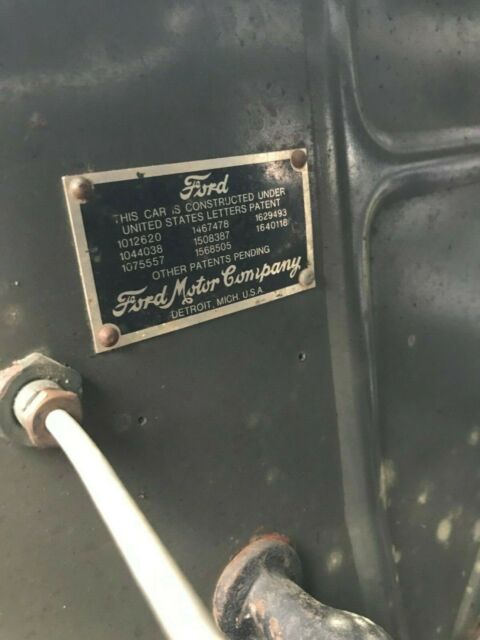 Ford
THIS CAR IS CONSTRUCTED UNDER
UNITED STATES LETTERS PATENT
1012620 1467478 1629493
1044038 1508387 1640118
1075557 1568505
OTHER PATENTS PENDING
Ford Motor Company
DETROIT, MICH. U.S.A.